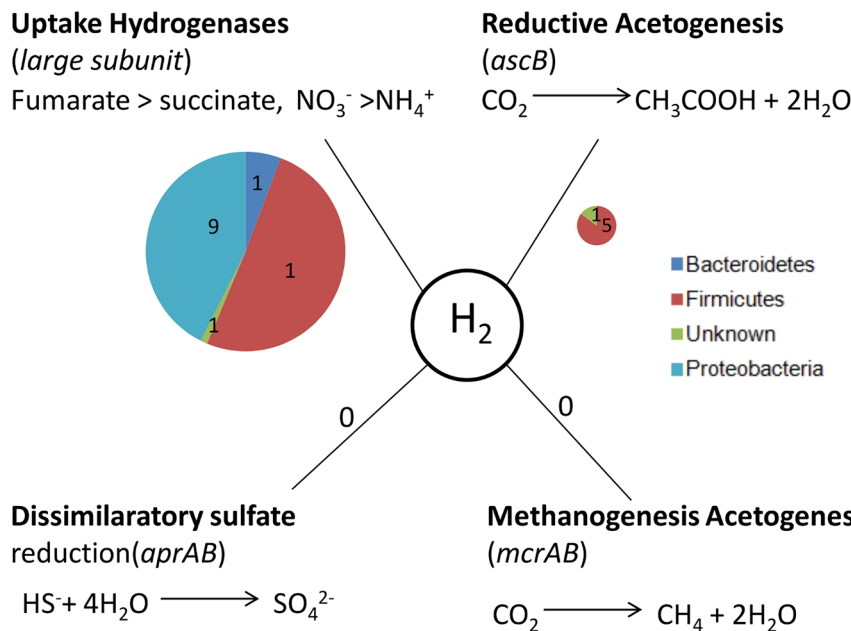 Uptake Hydrogenases
(large subunit)
Fumarate > succinate, NO₃⁻ >NH₄⁺
Reductive Acetogenesis
(ascB)
CO₂ → CH₃COOH + 2H₂O
1
9
1
1
1
5
Bacteroidetes
Firmicutes
Unknown
Proteobacteria
H₂
0
0
Dissimilaratory sulfate
reduction(aprAB)
HS⁻+ 4H₂O → SO₄²⁻
Methanogenesis Acetogenes
(mcrAB)
CO₂ → CH₄ + 2H₂O